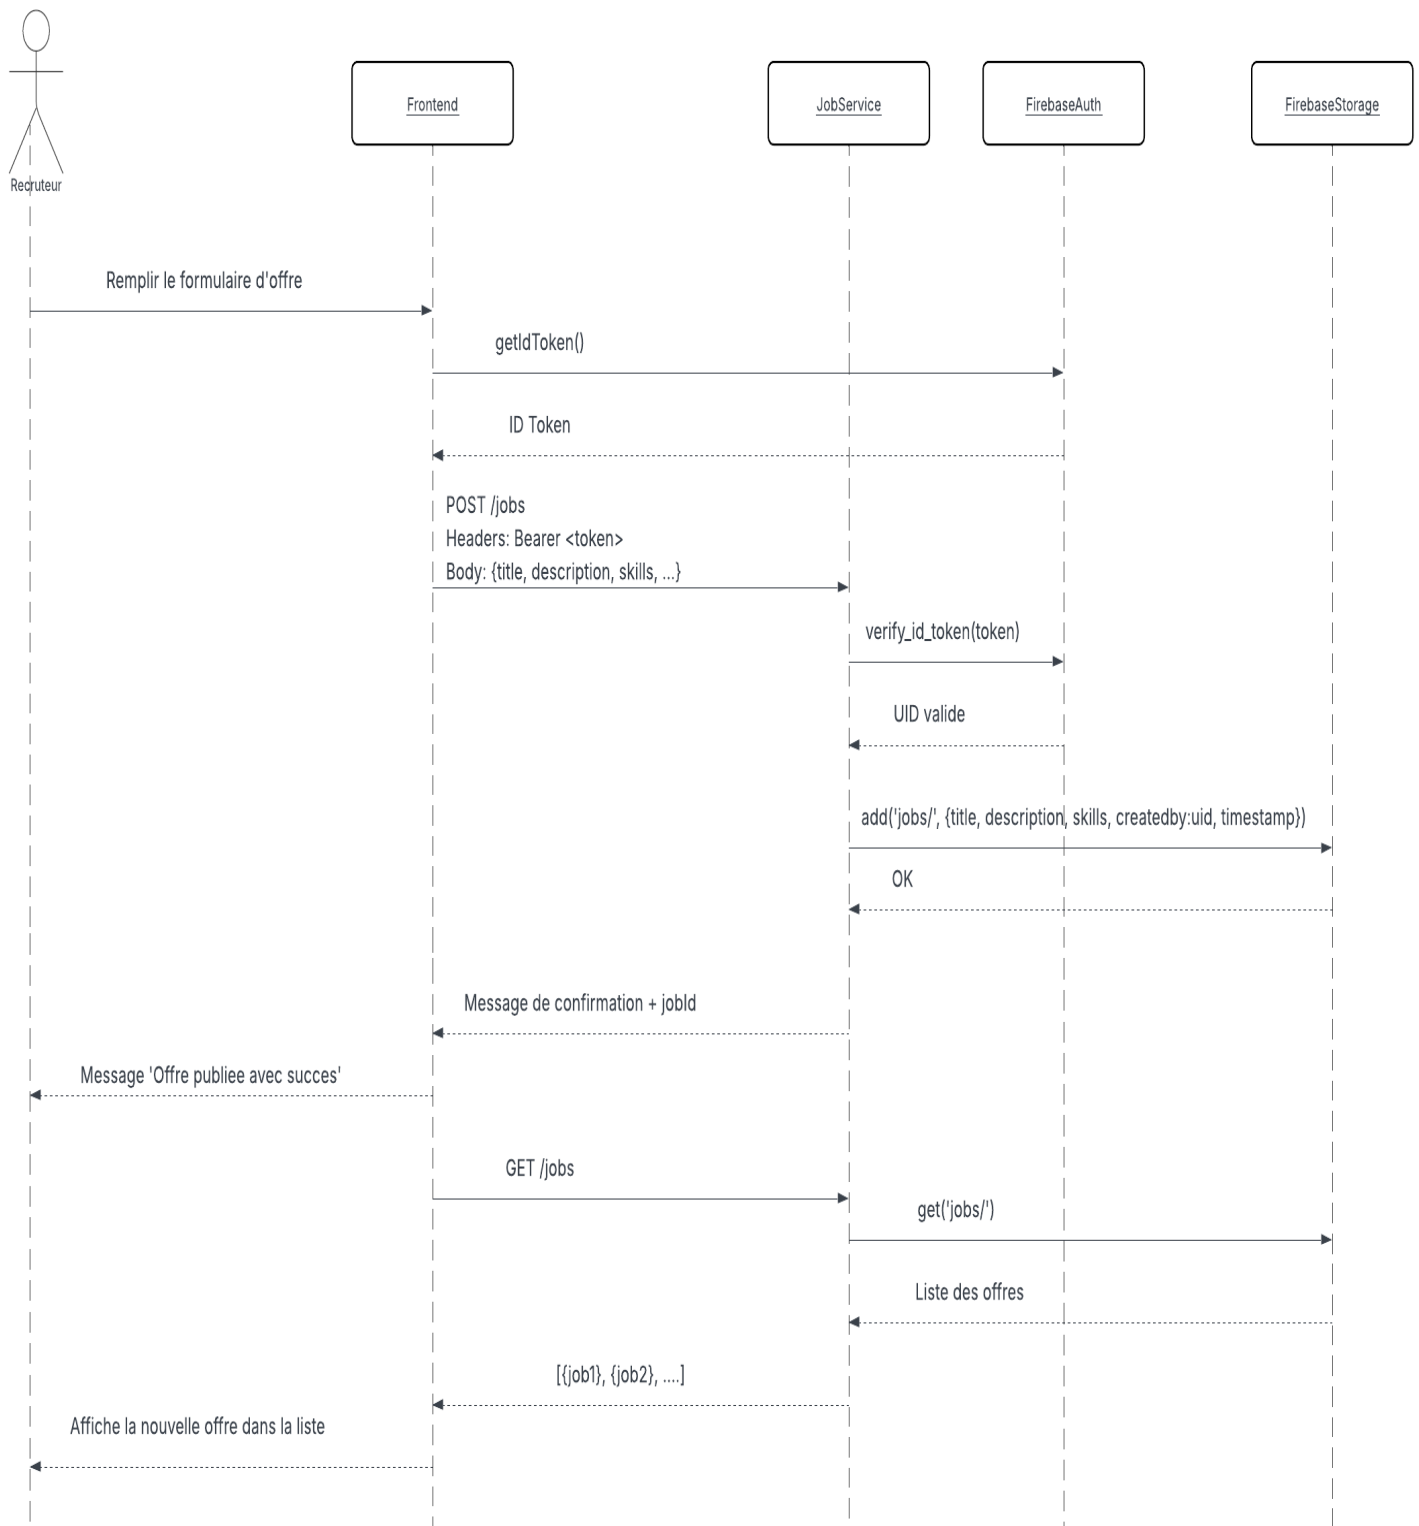 Recruteur
Frontend
JobService
FirebaseAuth
FirebaseStorage
Remplir le formulaire d'offre
getIdToken()
ID Token
POST /jobs
Headers: Bearer <token>
Body: {title, description, skills, ...}
verify_id_token(token)
UID valide
add('jobs/', {title, description, skills, createdby:uid, timestamp})
OK
Message de confirmation + jobId
Message 'Offre publiee avec succes'
GET /jobs
get('jobs/')
Liste des offres
[{job1}, {job2}, ....]
Affiche la nouvelle offre dans la liste